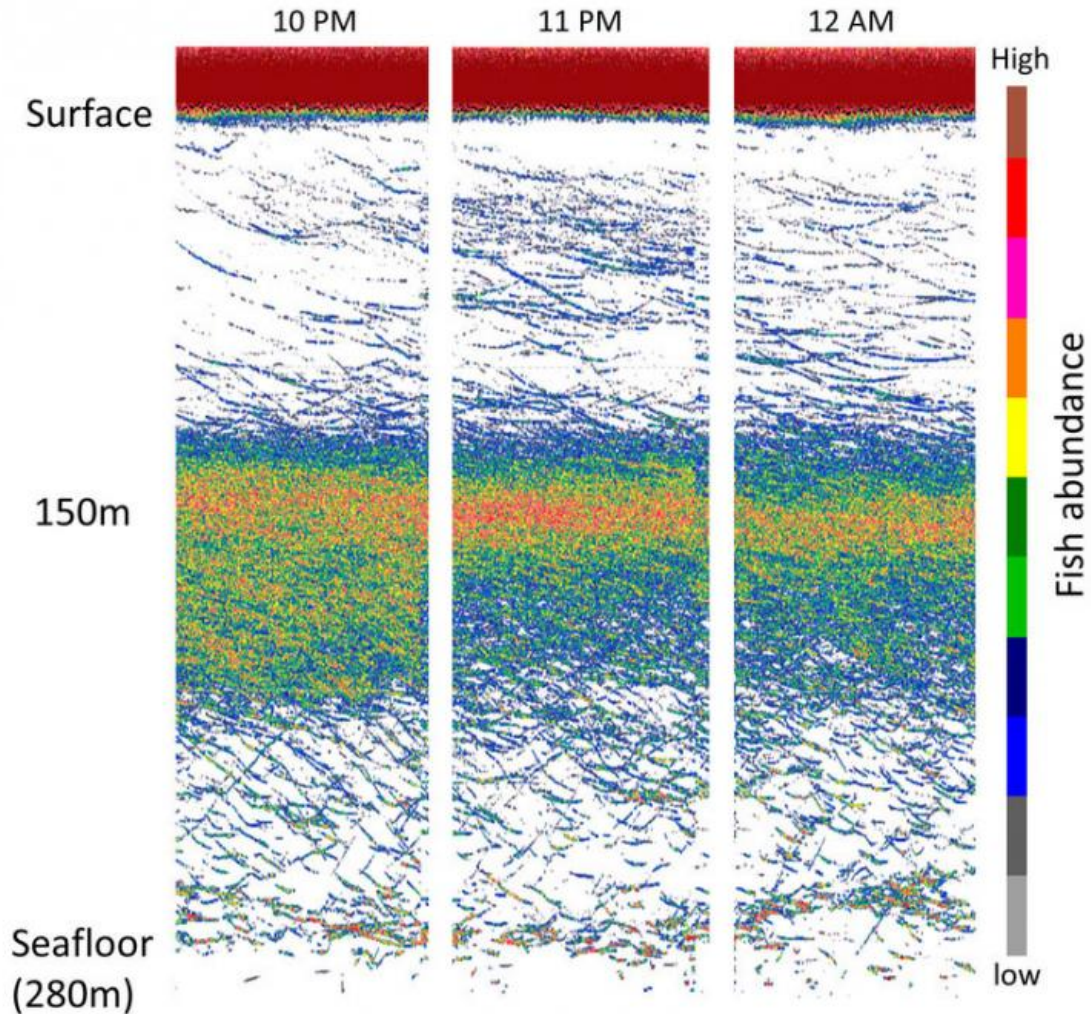 10 PM
11 PM
12 AM
High
Surface
150m
Fish abundance
Seafloor
(280m)
low